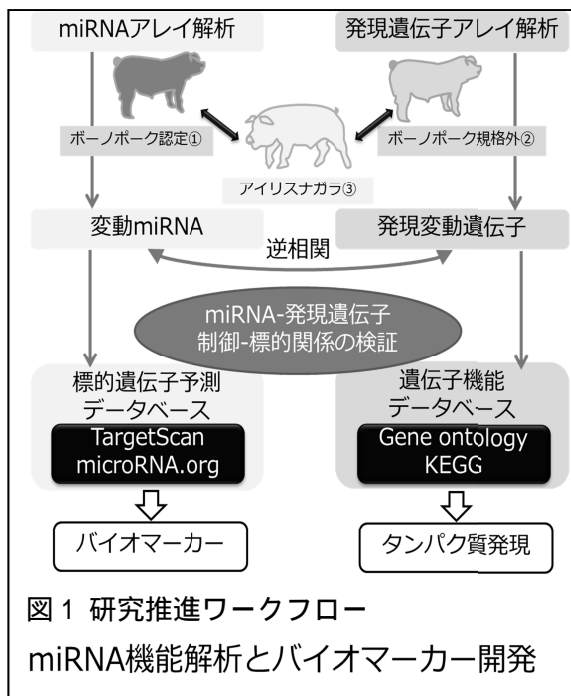 miRNAアレイ解析
発現遺伝子アレイ解析
ボーノポーク認定①
ボーノポーク規格外②
アイリスナガラ③
変動miRNA
発現変動遺伝子
逆相関
miRNA-発現遺伝子
制御-標的関係の検証
標的遺伝子予測
データベース
TargetScan
microRNA.org
遺伝子機能
データベース
Gene ontology
KEGG
バイオマーカー
タンパク質発現
図1 研究推進ワークフロー
miRNA機能解析とバイオマーカー開発